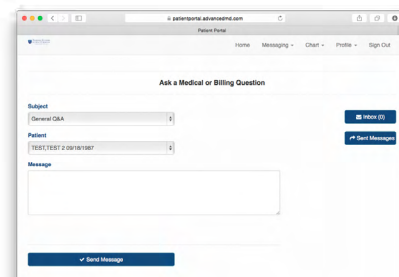 patientportal.advancedmd.com
Patient Portal
Home Messaging Chart Profile Sign Out
Ask a Medical or Billing Question
Subject
General Q&A
Inbox (0)
Patient
Sent Messages
TEST,TEST 2 09/18/1987
Message
Send Message